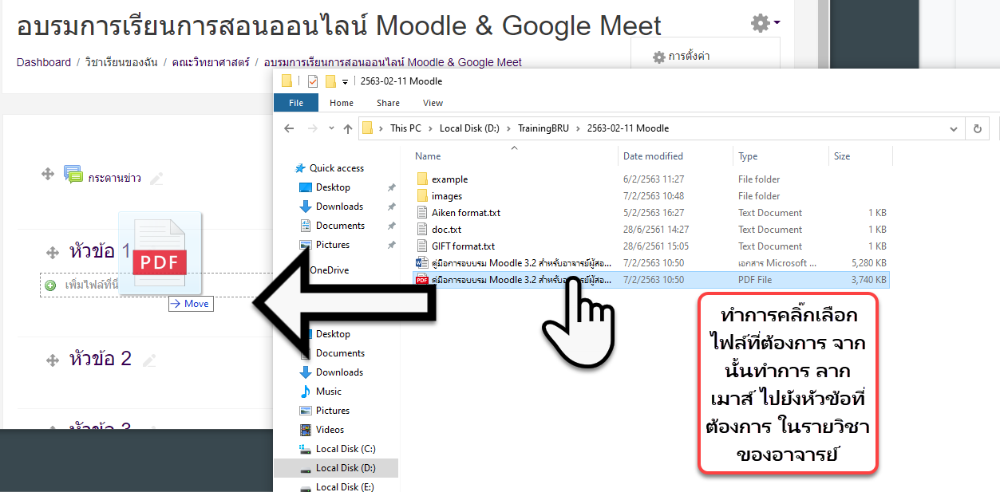 อบรมการเรียนการสอนออนไลน์ Moodle & Google Meet
Dashboard / วิชาเรียนของฉัน / คณะวิทยาศาสตร์ / อบรมการเรียนการสอนออนไลน์ Moodle & Google Meet
การตั้งค่า
กระดานข่าว
หัวข้อ 1
เพิ่มไฟล์ที่นี่
PDF
Move
หัวข้อ 2
หัวข้อ 3
2563-02-11 Moodle
File Home Share View
This PC › Local Disk (D:) › TrainingBRU › 2563-02-11 Moodle
Quick access
Desktop
Downloads
Documents
Pictures
OneDrive
Desktop
Documents
Downloads
Music
Pictures
Videos
Local Disk (C:)
Local Disk (D:)
Local Disk (E:)
Name Date modified Type Size
example 6/2/2563 11:27 File folder
images 7/2/2563 10:48 File folder
Aiken format.txt 5/2/2563 16:27 Text Document 1 KB
doc.txt 28/6/2561 14:27 Text Document 1 KB
GIFT format.txt 28/6/2561 15:05 Text Document 1 KB
คู่มือการอบบรม Moodle 3.2 สำหรับอาจารย์ผู้สอ... 7/2/2563 10:50 เอกสาร Microsoft ... 5,280 KB
คู่มือการอบบรม Moodle 3.2 สำหรับอาจารย์ผู้สอ... 7/2/2563 10:50 PDF File 3,740 KB
ทำการคลิ๊กเลือก
ไฟล์ที่ต้องการ จาก
นั้นทำการ ลาก
เมาส์ ไปยังหัวข้อที่
ต้องการ ในรายวิชา
ของอาจารย์